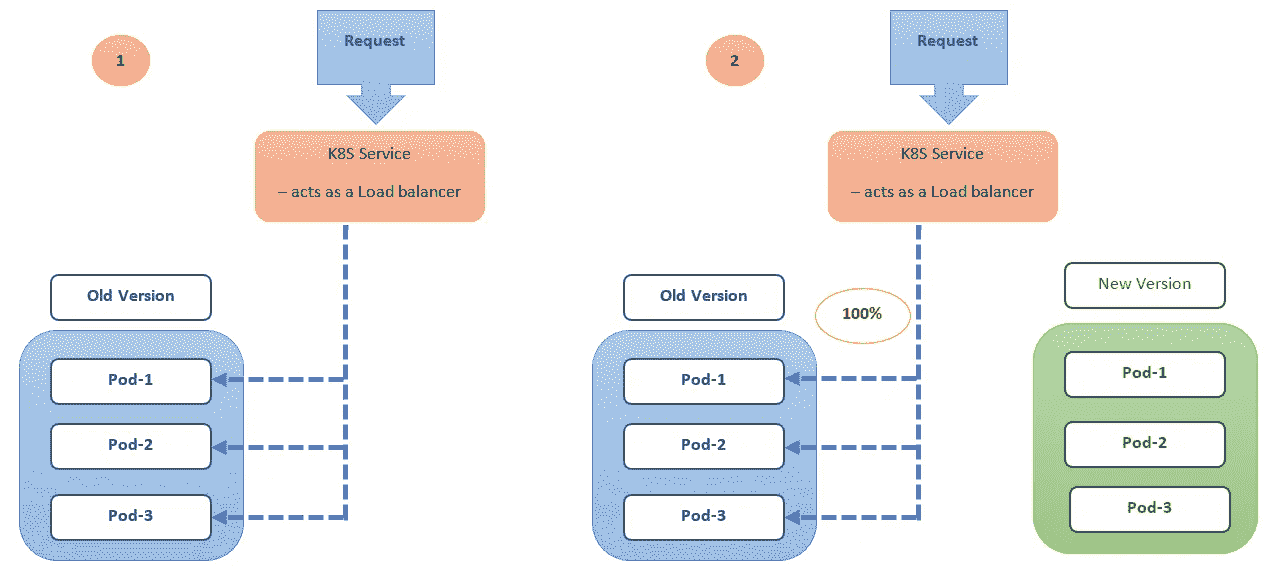 1
Request
K8S Service
– acts as a Load balancer
Old Version
Pod-1
Pod-2
Pod-3
2
Request
K8S Service
– acts as a Load balancer
Old Version
100%
Pod-1
Pod-2
Pod-3
New Version
Pod-1
Pod-2
Pod-3